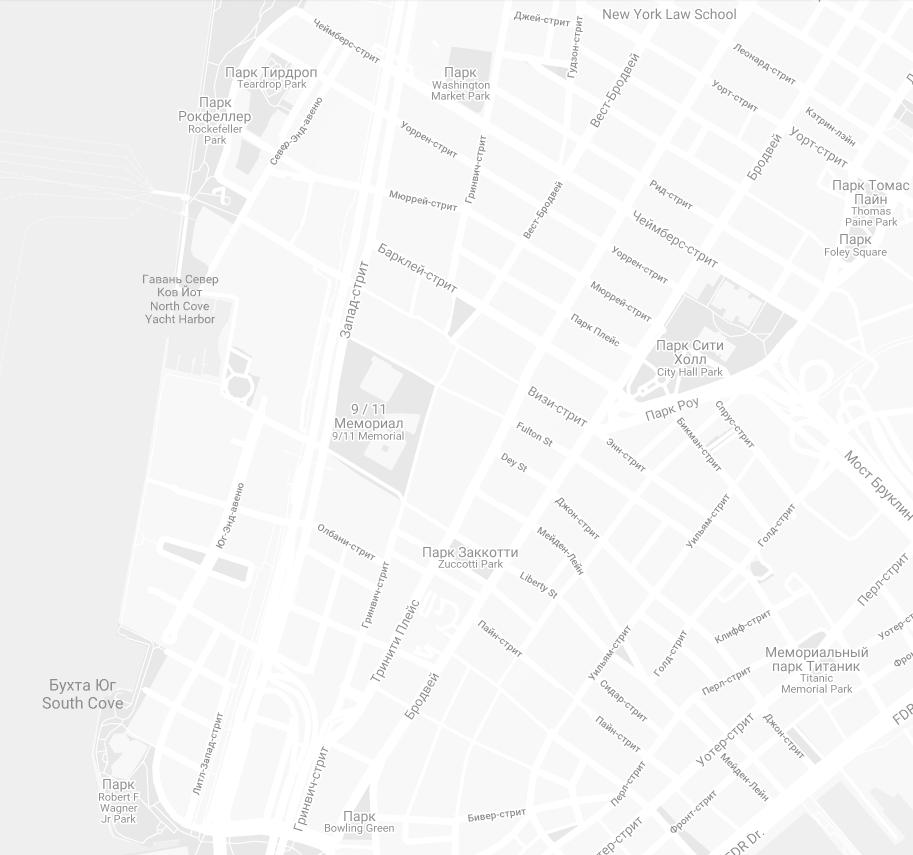 New York Law School
Джей-стрит
Гудзон-стрит
Чеймберс-стрит
Леонард-стрит
Вест-Бродвей
Парк Тирдроп
Teardrop Park
Парк
Washington
Market Park
Уорт-стрит
Парк
Рокфеллер
Rockefeller
Park
Север-Энд-авеню
Кэтрин-лэйн
Уорт-стрит
Уоррен-стрит
Гринвич-стрит
Бродвей
Мюррей-стрит
Вест-Бродвей
Рид-стрит
Парк Томас
Пайн
Thomas
Paine Park
Чеймберс-стрит
Парк
Foley Square
Барклей-стрит
Уоррен-стрит
Гавань Север
Ков Йот
North Cove
Yacht Harbor
Запад-стрит
Мюррей-стрит
Парк Плейс
Парк Сити
Холл
City Hall Park
9 / 11
Мемориал
9/11 Memorial
Визи-стрит
Парк Роу
Спрус-стрит
Fulton St
Энн-стрит
Бикман-стрит
Dey St
Мост Бруклин
Юг-Энд-авеню
Джон-стрит
Уильям-стрит
Голд-стрит
Олбани-стрит
Мейден-Лейн
Парк Заккотти
Zuccotti Park
Liberty St
Гринвич-стрит
Перл-стрит
Тринити Плейс
Пайн-стрит
Уильям-стрит
Голд-стрит
Клифф-стрит
Уотер-ст
Фрон
Мемориальный
парк Титаник
Titanic
Memorial Park
Бухта Юг
South Cove
Бродвей
Сидар-стрит
Перл-стрит
FDR
Литл-Запад-стрит
Пайн-стрит
Уотер-стрит
Джон-стрит
Гринвич-стрит
Перл-стрит
Мейден-Лейн
Парк
Robert F
Wagner
Jr Park
Парк
Bowling Green
Бивер-стрит
Фронт-стрит
тер-стрит
FDR Dr.